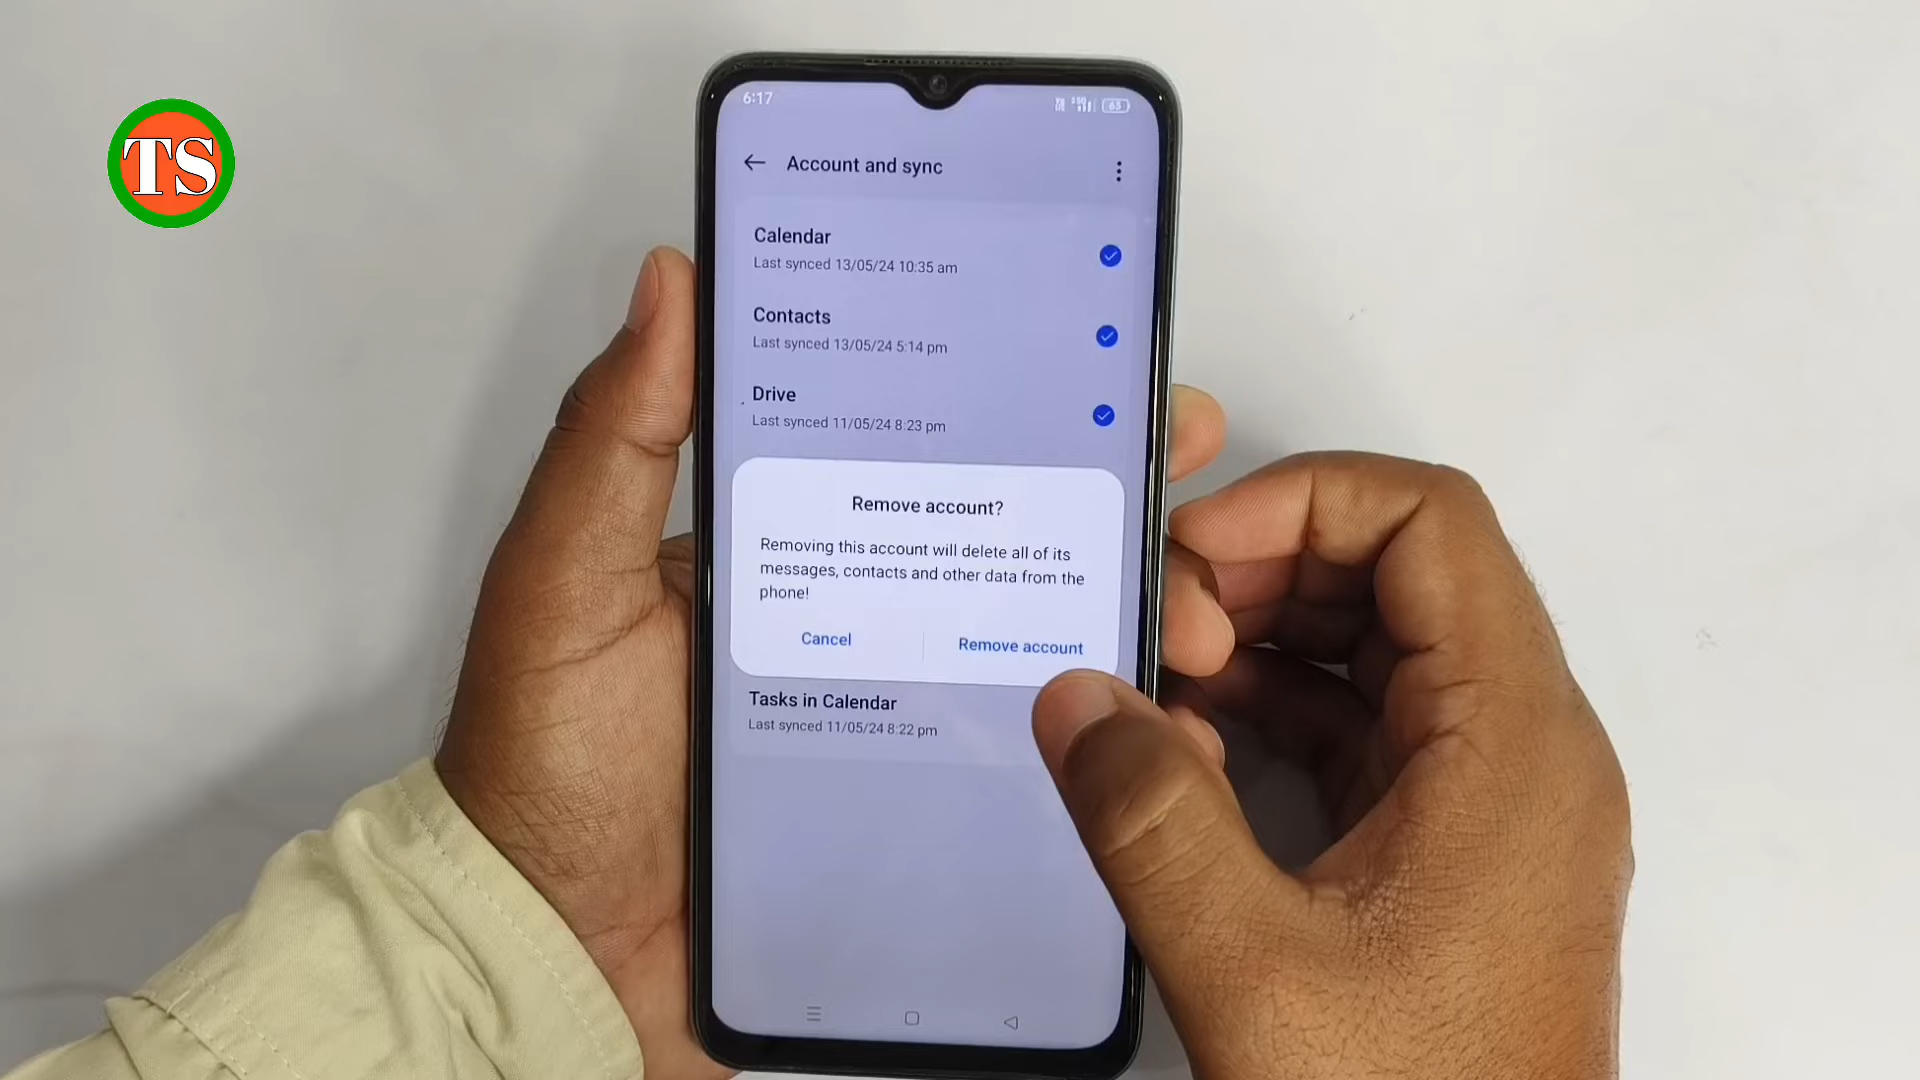 TS
6:17
63
Account and sync
Calendar
Last synced 13/05/24 10:35 am
Contacts
Last synced 13/05/24 5:14 pm
Drive
Last synced 11/05/24 8:23 pm
Remove account?
Removing this account will delete all of its
messages, contacts and other data from the
phone!
Cancel
Remove account
Tasks in Calendar
Last synced 11/05/24 8:22 pm